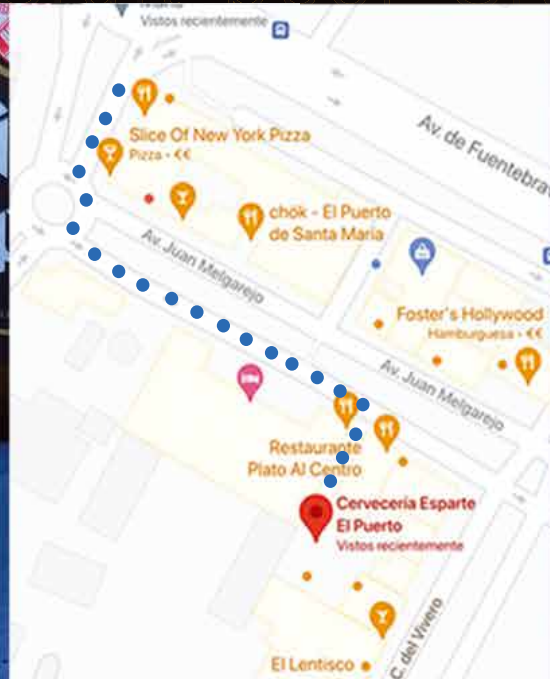 Vistos recientemente
Av. de Fuentebra
Slice Of New York Pizza
Pizza - €€
chok - El Puerto
de Santa María
Av. Juan Melgarejo
Foster's Hollywood
Hamburguesa - €€
Av. Juan Melgarejo
Restaurante
Plato Al Centro
Cervecería Esparte
El Puerto
Vistos recientemente
C. del Vivero
El Lentisco